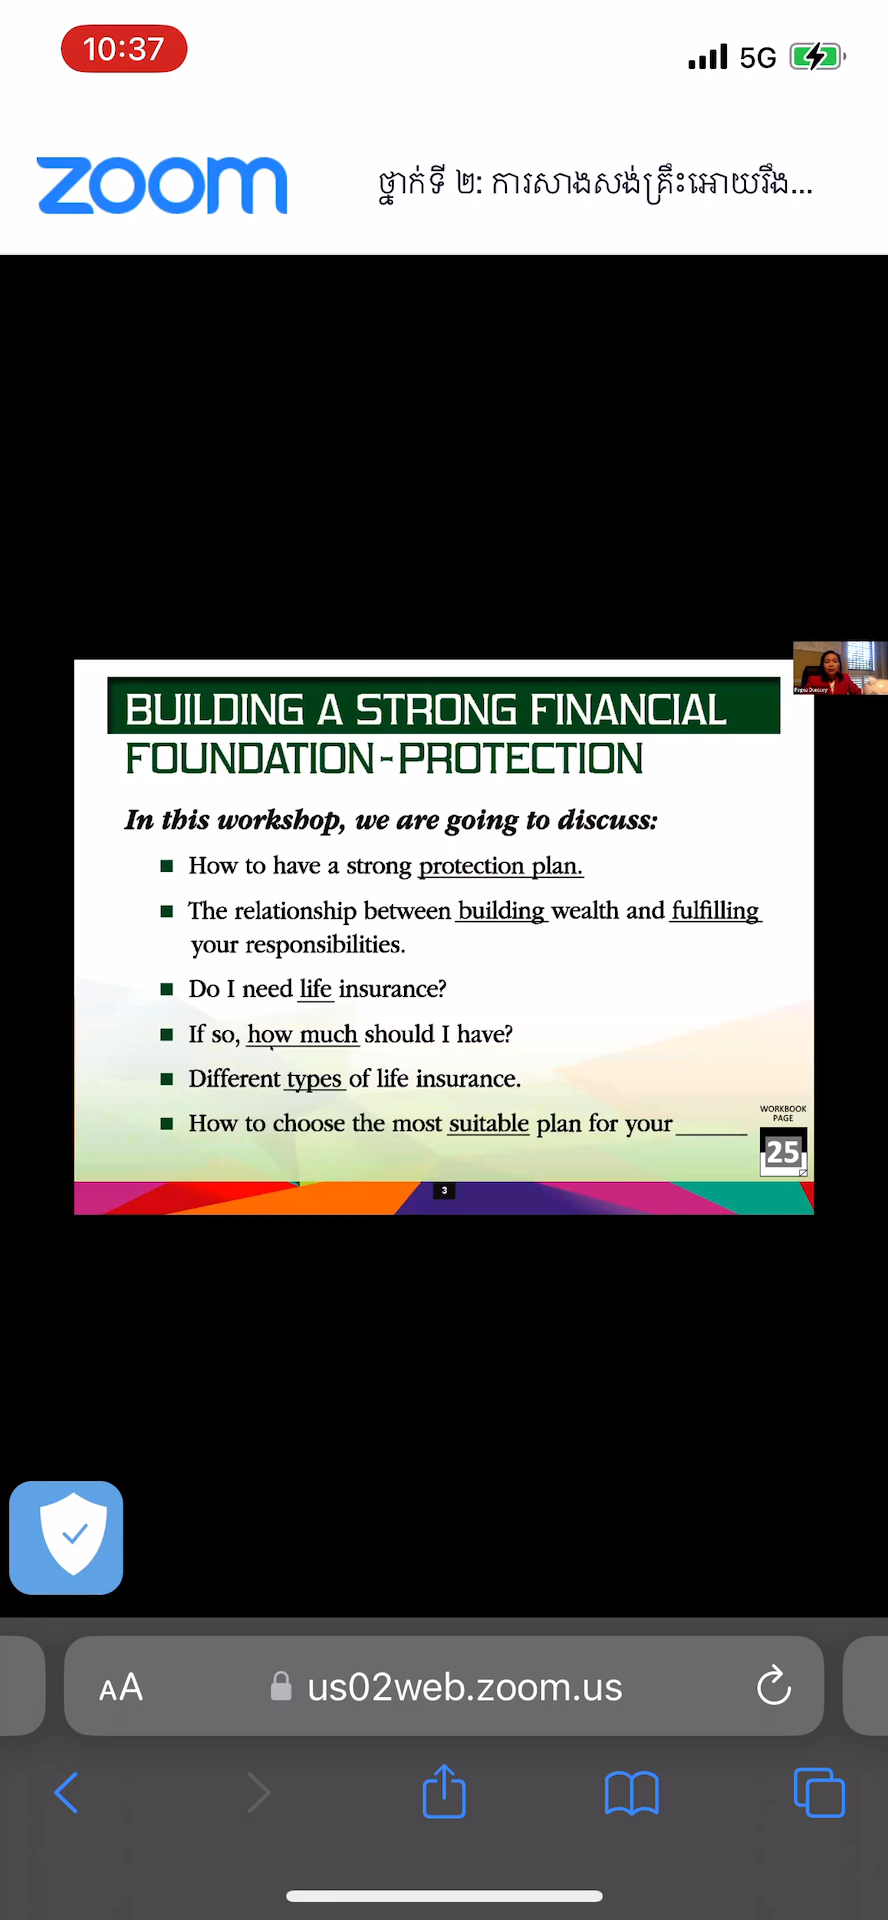 10:37
5G
zoom
ថ្នាក់ទី ២: ការសាងសង់គ្រឹះអោយរឹង...
BUILDING A STRONG FINANCIAL
FOUNDATION-PROTECTION
In this workshop, we are going to discuss:
How to have a strong protection plan.
The relationship between building wealth and fulfilling
your responsibilities.
Do I need life insurance?
If so, how much should I have?
Different types of life insurance.
How to choose the most suitable plan for your ______
WORKBOOK
PAGE
25
3
AA
us02web.zoom.us